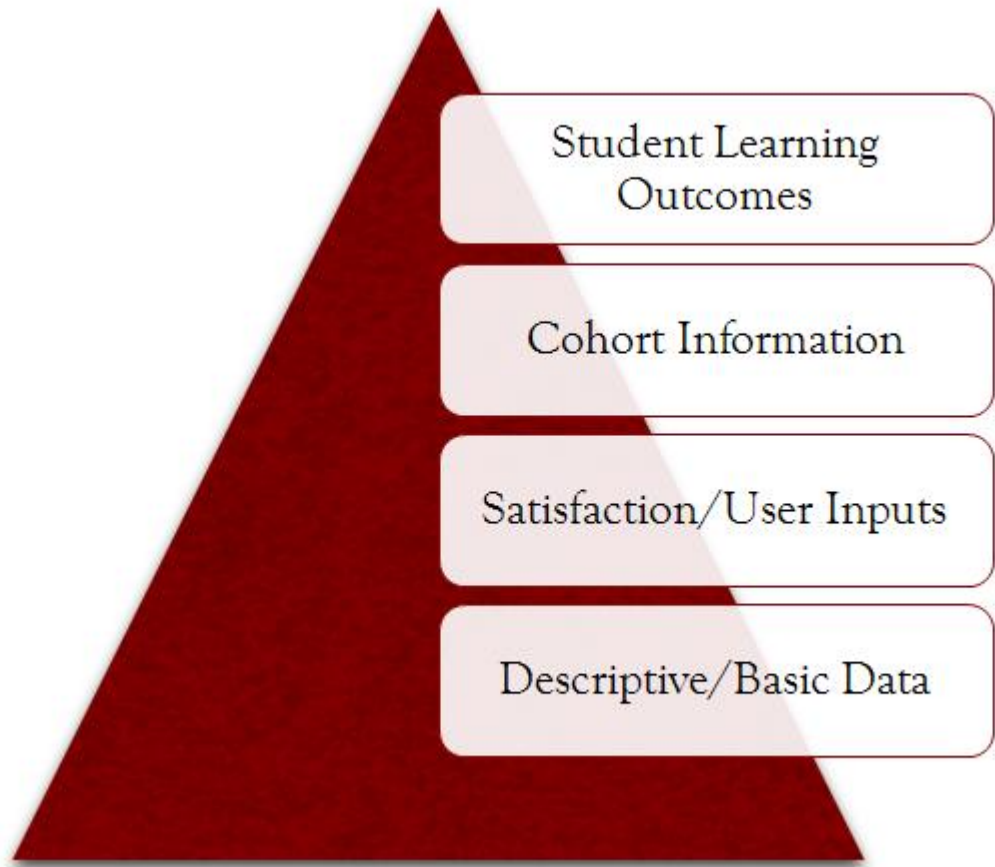 Student Learning
Outcomes
Cohort Information
Satisfaction/User Inputs
Descriptive/Basic Data